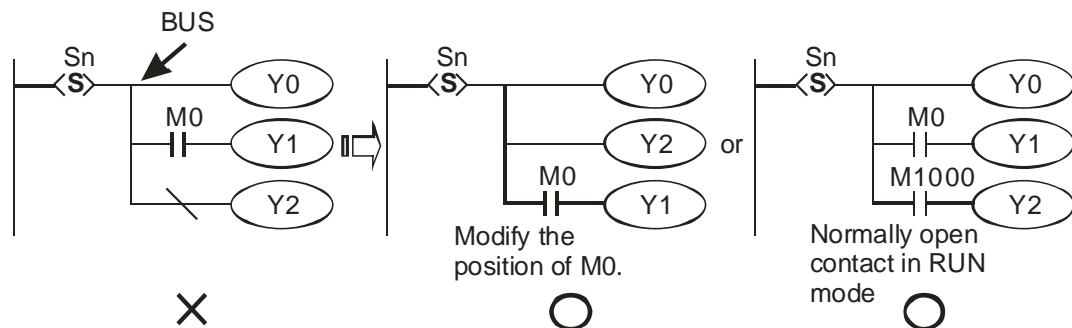 BUS
Sn
S
Y0
M0
Y1
Y2
Sn
S
Y0
Y2
M0
Y1
Modify the
position of M0.
or
Sn
S
Y0
M0
Y1
M1000
Y2
Normally open
contact in RUN
mode